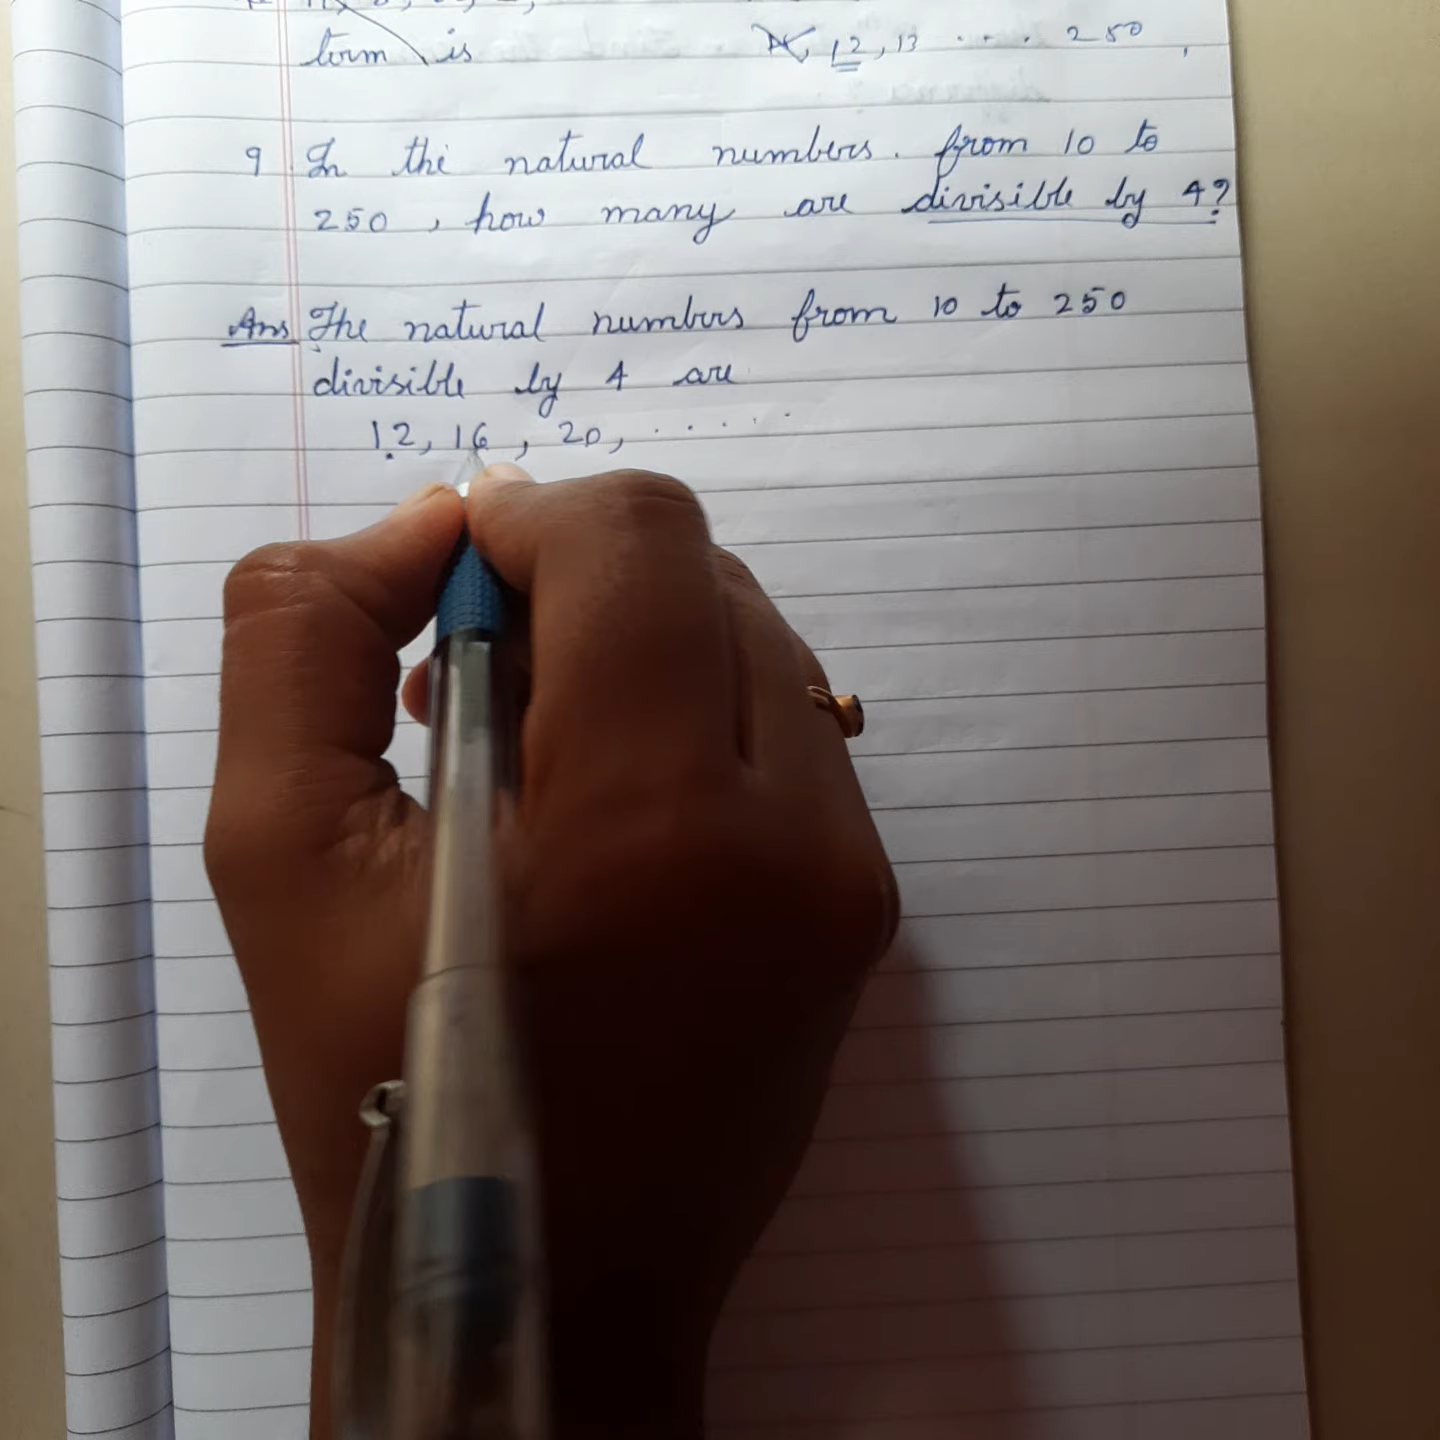 term is
12, 13 . . . . 250 ,
9. In the natural numbers. from 10 to
250 , how many are divisible by 4?
Ans The natural numbers from 10 to 250
divisible by 4 are
12, 16 , 20, . . . . . .